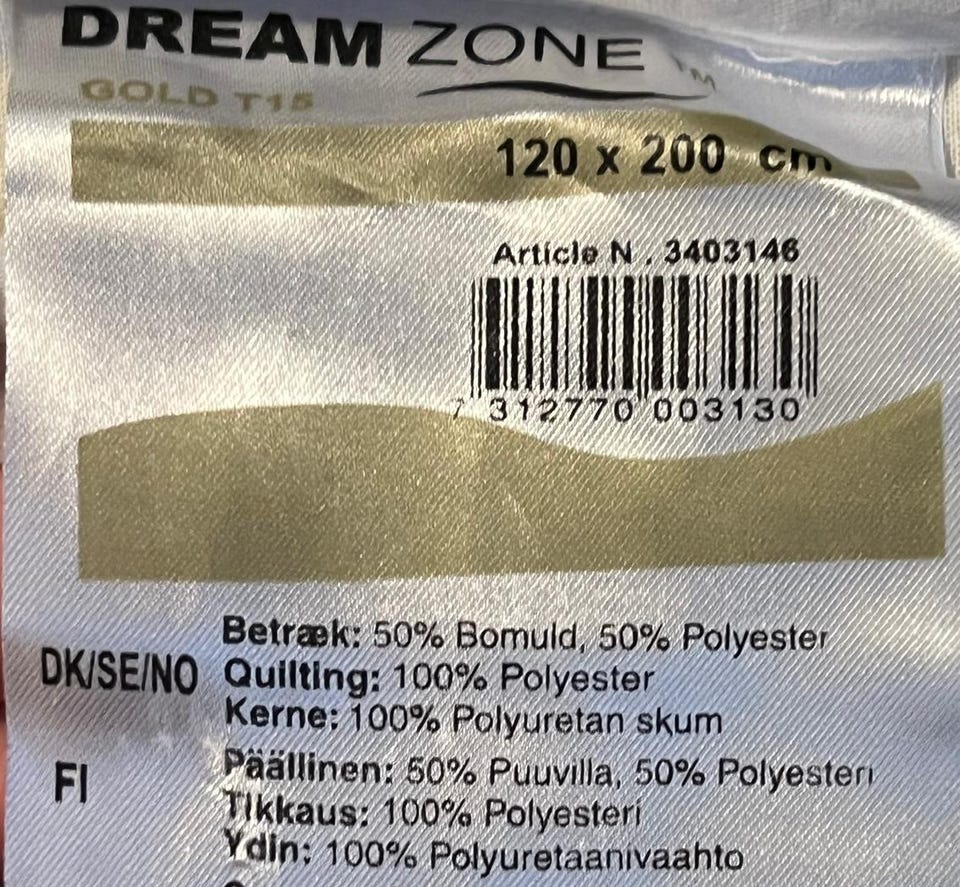 DREAM ZONE™
GOLD T15
120 x 200 cm
Article N . 3403146
7 312770 003130
DK/SE/NO
Betræk: 50% Bomuld, 50% Polyester
Quilting: 100% Polyester
Kerne: 100% Polyuretan skum
FI
Päällinen: 50% Puuvilla, 50% Polyesteri
Tikkaus: 100% Polyesteri
Ydin: 100% Polyuretaanivaahto